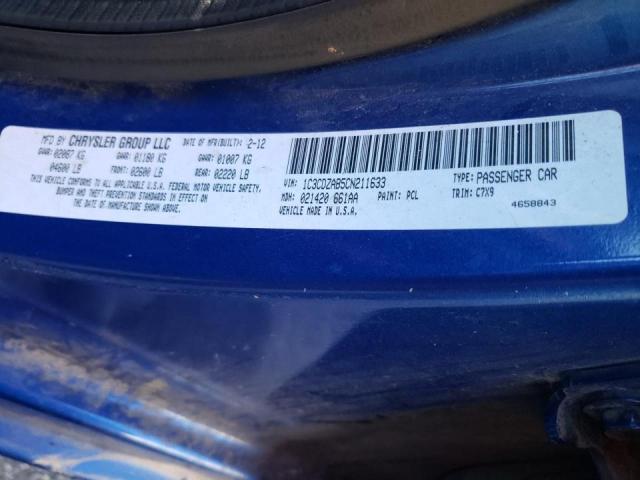 MFD BY CHRYSLER GROUP LLC DATE OF MFR(BUILT): 2-12
GVWR: 02087 KG GAWR: 01180 KG GAWR: 01007 KG
04600 LB FRONT: 02600 LB REAR: 02220 LB
THIS VEHICLE CONFORMS TO ALL U.S.A. FEDERAL MOTOR VEHICLE SAFETY,
BUMPER AND THEFT PREVENTION STANDARDS IN EFFECT ON
THE DATE OF MANUFACTURE SHOWN ABOVE.
VIN: 1C3CDZAB5CN211633 TYPE: PASSENGER CAR
MDH: 021420 661AA PAINT: PCL TRIM: C7X9
VEHICLE MADE IN U.S.A. 4658843